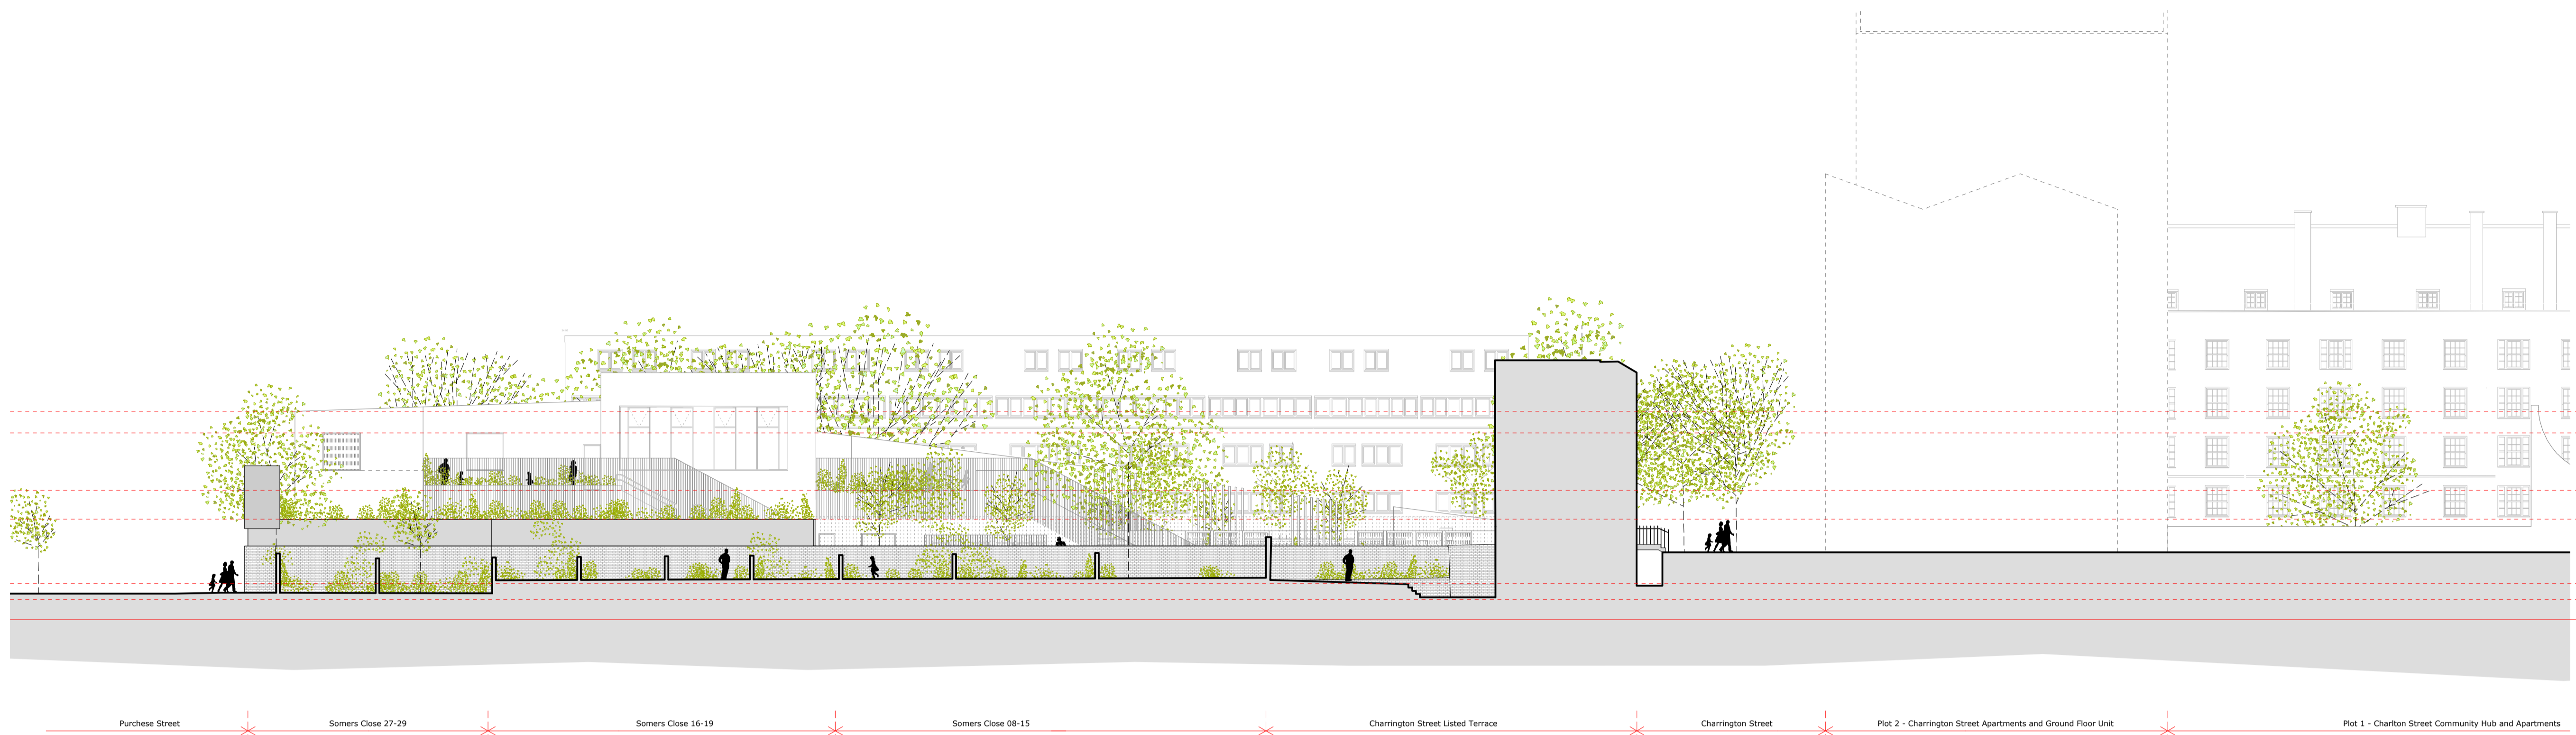 Purchese Street
Somers Close 27-29
Somers Close 16-19
Somers Close 08-15
Charrington Street Listed Terrace
Charrington Street
Plot 2 - Charrington Street Apartments and Ground Floor Unit
Plot 1 - Charlton Street Community Hub and Apartments